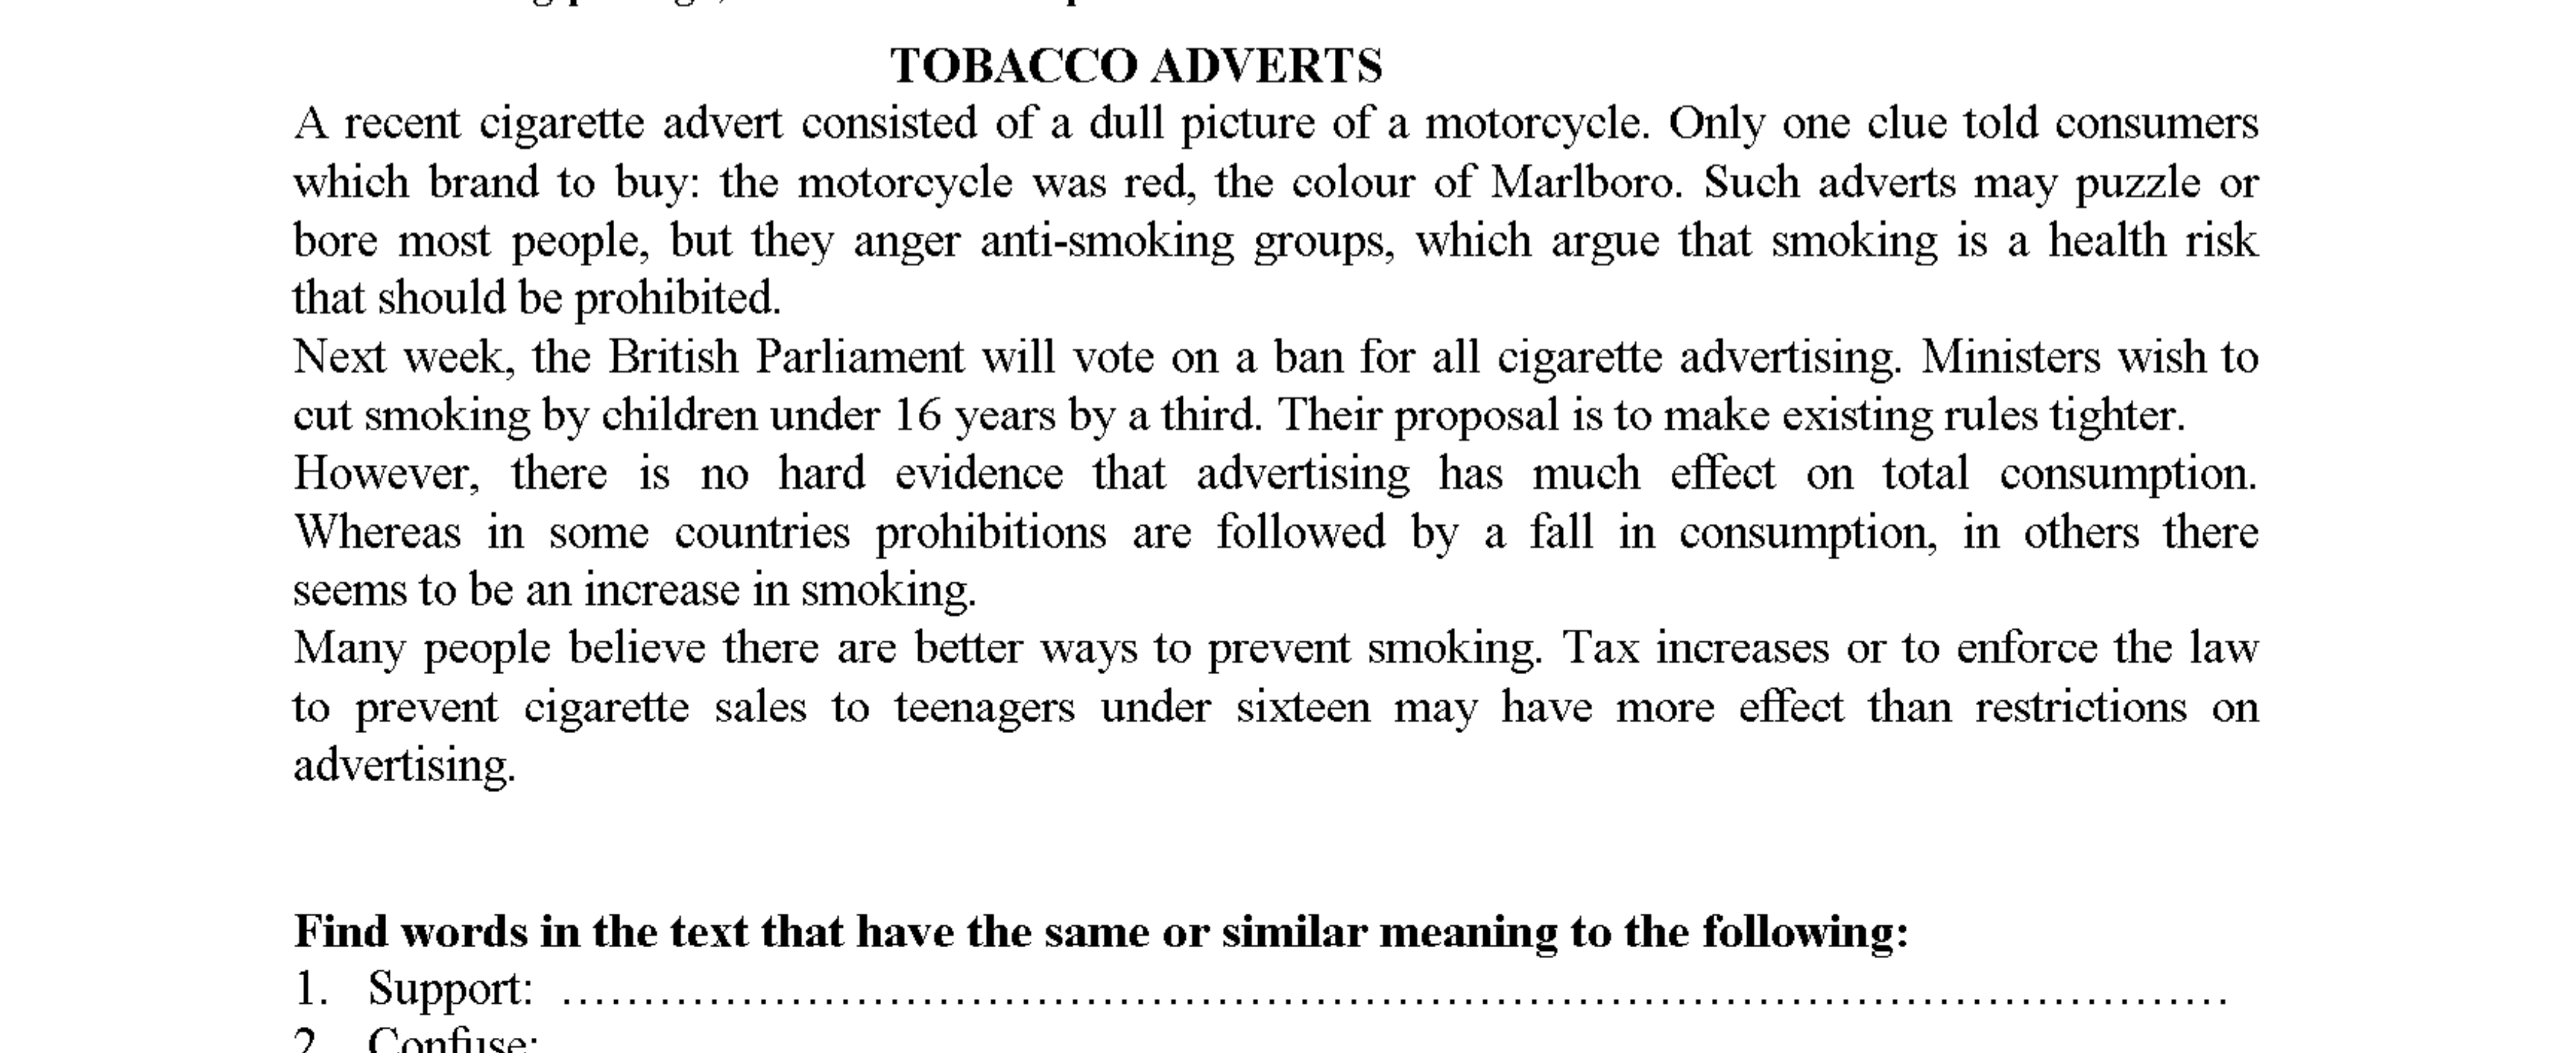 TOBACCO ADVERTS
A recent cigarette advert consisted of a dull picture of a motorcycle. Only one clue told consumers
which brand to buy: the motorcycle was red, the colour of Marlboro. Such adverts may puzzle or
bore most people, but they anger anti-smoking groups, which argue that smoking is a health risk
that should be prohibited.
Next week, the British Parliament will vote on a ban for all cigarette advertising. Ministers wish to
cut smoking by children under 16 years by a third. Their proposal is to make existing rules tighter.
However, there is no hard evidence that advertising has much effect on total consumption.
Whereas in some countries prohibitions are followed by a fall in consumption, in others there
seems to be an increase in smoking.
Many people believe there are better ways to prevent smoking. Tax increases or to enforce the law
to prevent cigarette sales to teenagers under sixteen may have more effect than restrictions on
advertising.
Find words in the text that have the same or similar meaning to the following:
1. Support: ....................................................................................................
2. Confuse: